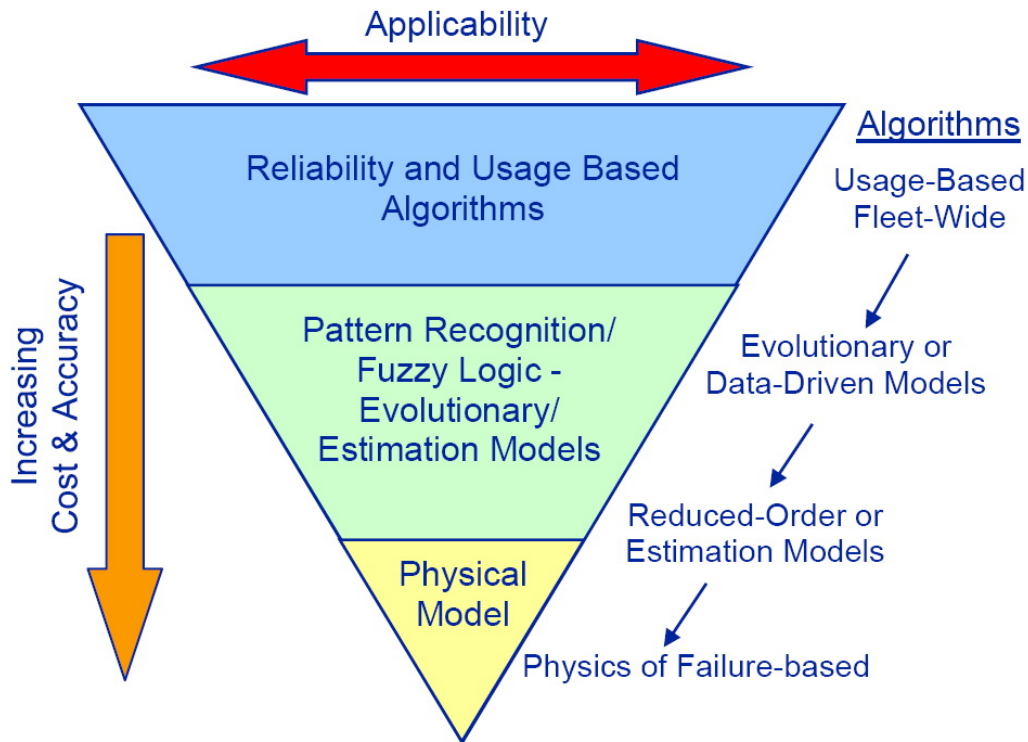 Applicability
Algorithms
Reliability and Usage Based
Algorithms
Usage-Based
Fleet-Wide
Increasing
Cost & Accuracy
Pattern Recognition/
Fuzzy Logic -
Evolutionary/
Estimation Models
Evolutionary or
Data-Driven Models
Reduced-Order or
Estimation Models
Physical
Model
Physics of Failure-based